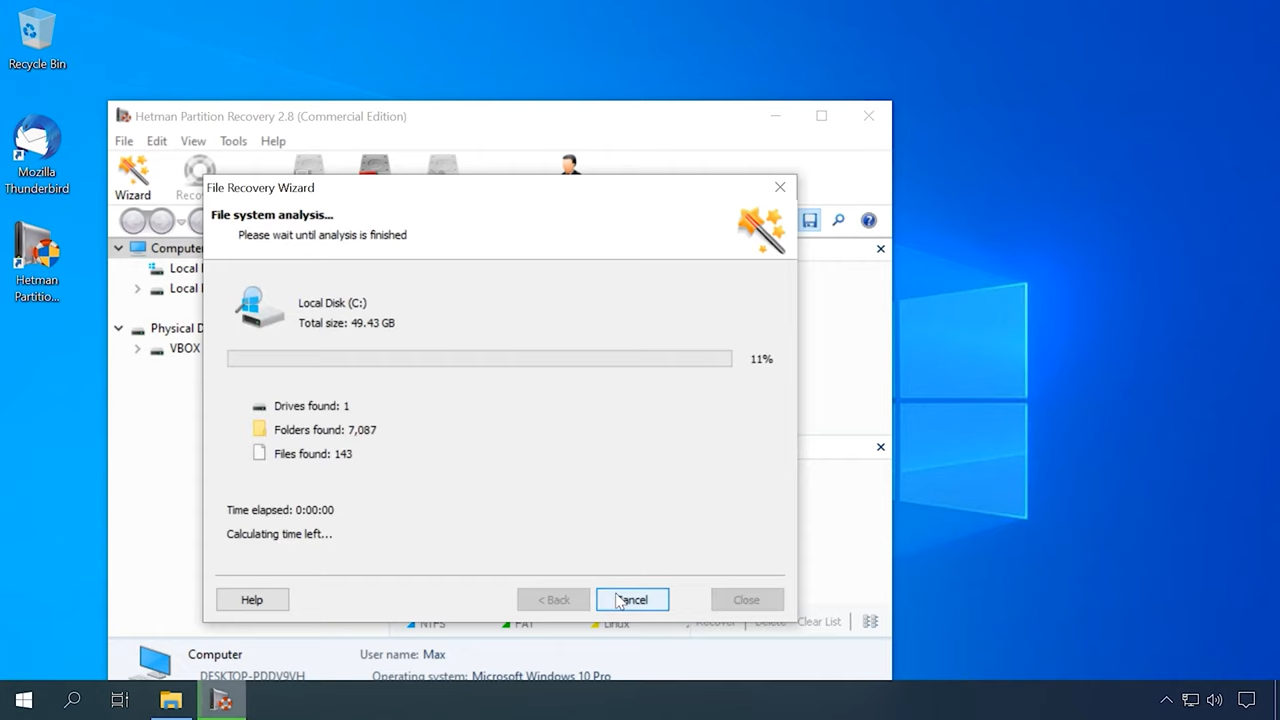 Recycle Bin
Mozilla
Thunderbird
Hetman
Partitio...
Hetman Partition Recovery 2.8 (Commercial Edition)
File Edit View Tools Help
Wizard
File Recovery Wizard
File system analysis...
Please wait until analysis is finished
Computer
Local
Local
Physical D
VBOX
Local Disk (C:)
Total size: 49.43 GB
11%
Drives found: 1
Folders found: 7,087
Files found: 143
Time elapsed: 0:00:00
Calculating time left...
Help < Back Cancel Close
NTFS FAT Linux Recover Delete Clear List
Computer User name: Max
DESKTOP-PDDV9VH Operating system: Microsoft Windows 10 Pro